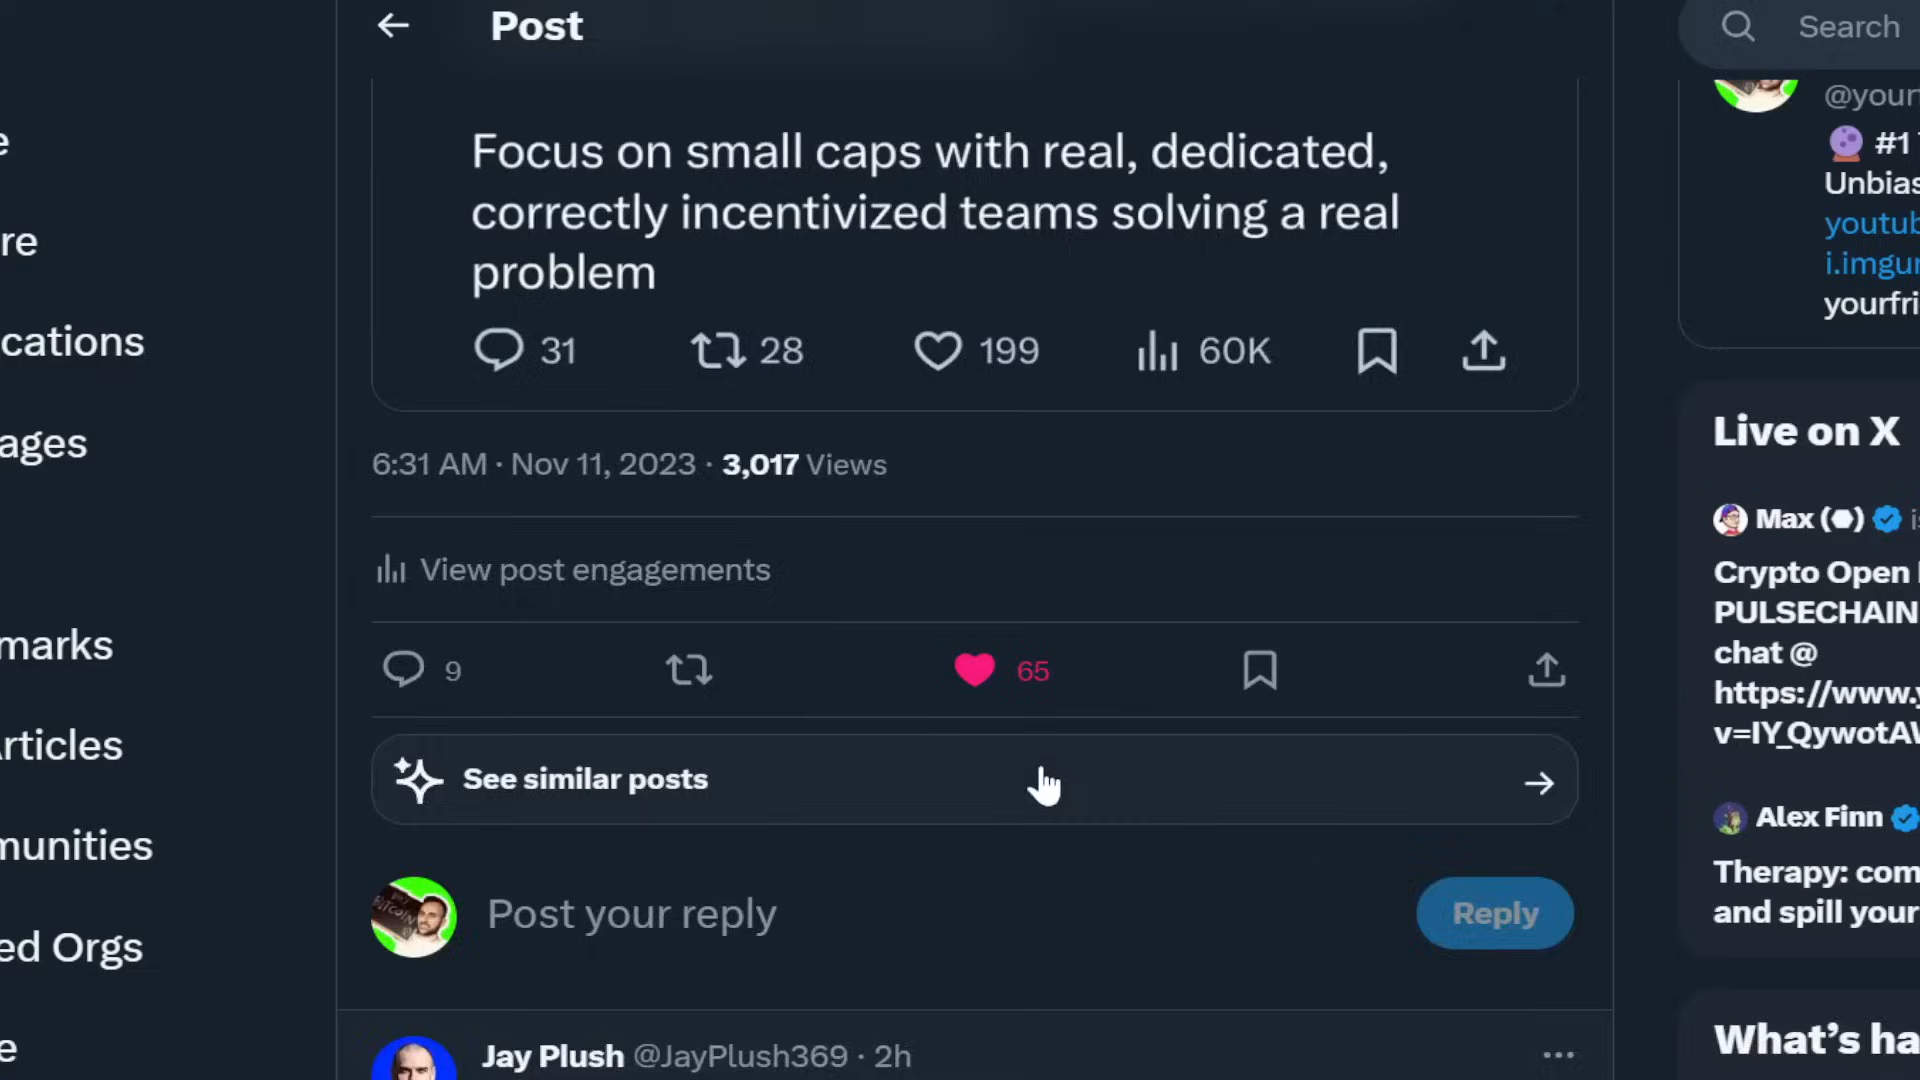 Post
Search
Focus on small caps with real, dedicated,
correctly incentivized teams solving a real
problem
31 28 199 60K
6:31 AM · Nov 11, 2023 · 3,017 Views
View post engagements
9 65
See similar posts
BITCOIN
Post your reply
Reply
Jay Plush @JayPlush369 · 2h
e
re
cations
ages
marks
rticles
munities
ed Orgs
e
@your
#1
Unbias
youtub
i.imgur
yourfri
Live on X
Max
Crypto Open
PULSECHAIN
chat @
https://www.y
v=IY_QywotA
Alex Finn
Therapy: com
and spill your
What's ha